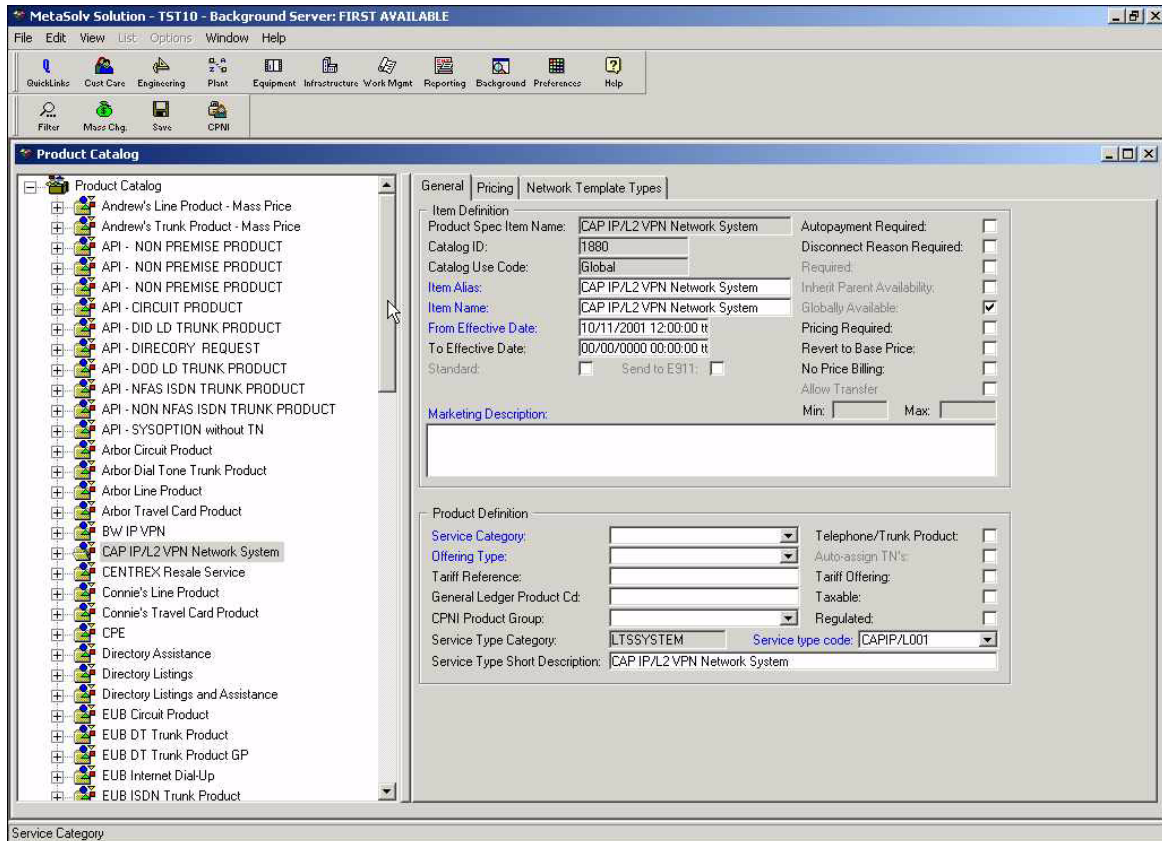 MetaSolv Solution - TST10 - Background Server: FIRST AVAILABLE
File Edit View List Options Window Help
QuickLinks Cust Care Engineering Plant Equipment Infrastructure Work Mgmt Reporting Background Preferences Help
Filter Mass Chg. Save CPNI
Product Catalog
Product Catalog
Andrew's Line Product - Mass Price
Andrew's Trunk Product - Mass Price
API - NON PREMISE PRODUCT
API - NON PREMISE PRODUCT
API - NON PREMISE PRODUCT
API - CIRCUIT PRODUCT
API - DID LD TRUNK PRODUCT
API - DIRECORY REQUEST
API - DOD LD TRUNK PRODUCT
API - NFAS ISDN TRUNK PRODUCT
API - NON NFAS ISDN TRUNK PRODUCT
API - SYSOPTION without TN
Arbor Circuit Product
Arbor Dial Tone Trunk Product
Arbor Line Product
Arbor Travel Card Product
BW IP VPN
CAP IP/L2 VPN Network System
CENTREX Resale Service
Connie's Line Product
Connie's Travel Card Product
CPE
Directory Assistance
Directory Listings
Directory Listings and Assistance
EUB Circuit Product
EUB DT Trunk Product
EUB DT Trunk Product GP
EUB Internet Dial-Up
EUB ISDN Trunk Product
General Pricing Network Template Types
Item Definition
Product Spec Item Name: CAP IP/L2 VPN Network System Autopayment Required:
Catalog ID: 1880 Disconnect Reason Required:
Catalog Use Code: Global Required:
Item Alias: CAP IP/L2 VPN Network System Inherit Parent Availability:
Item Name: CAP IP/L2 VPN Network System Globally Available:
From Effective Date: 10/11/2001 12:00:00 tt Pricing Required:
To Effective Date: 00/00/0000 00:00:00 tt Revert to Base Price:
Standard: Send to E911: No Price Billing:
Allow Transfer
Marketing Description: Min: Max:
Product Definition
Service Category: Telephone/Trunk Product:
Offering Type: Auto-assign TN's:
Tariff Reference: Tariff Offering:
General Ledger Product Cd: Taxable:
CPNI Product Group: Regulated:
Service Type Category: LTSSYSTEM Service type code: CAPIP/L001
Service Type Short Description: CAP IP/L2 VPN Network System
Service Category